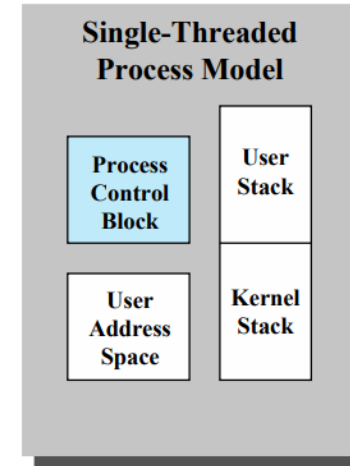 Single-Threaded
Process Model
Process
Control
Block
User
Stack
User
Address
Space
Kernel
Stack